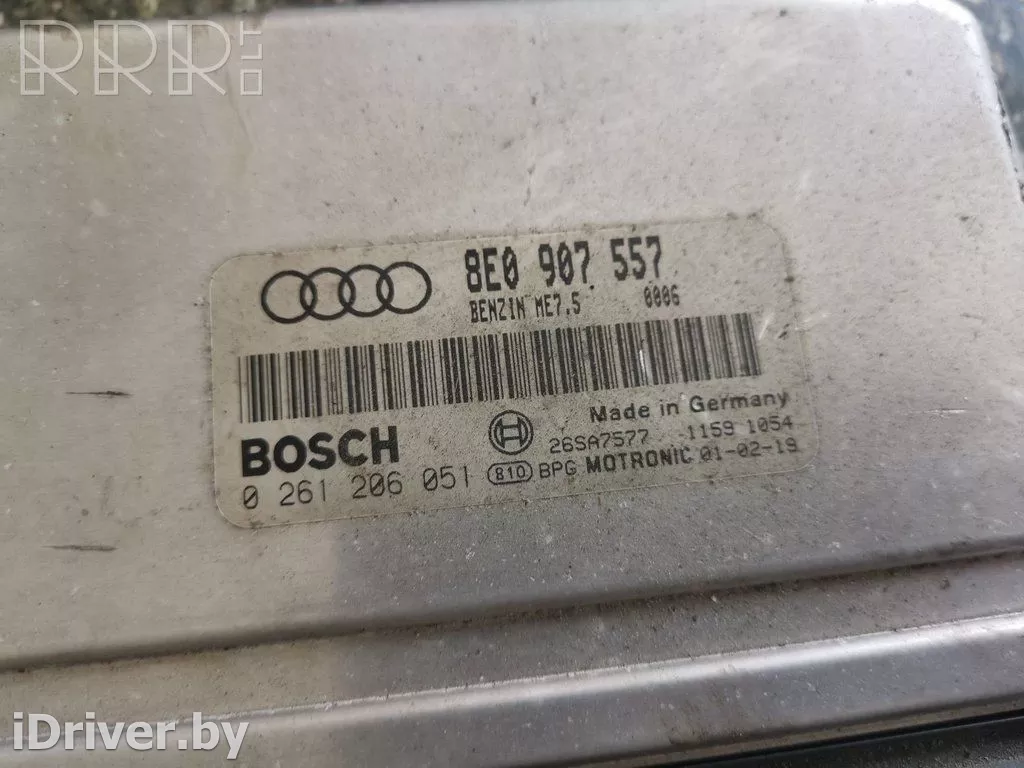 RRR.LT
8E0 907 557
BENZIN ME7.5 0006
Made in Germany
BOSCH
26SA7577 1159 1054
0 261 206 051 810 BPG MOTRONIC 01-02-19
iDriver.by